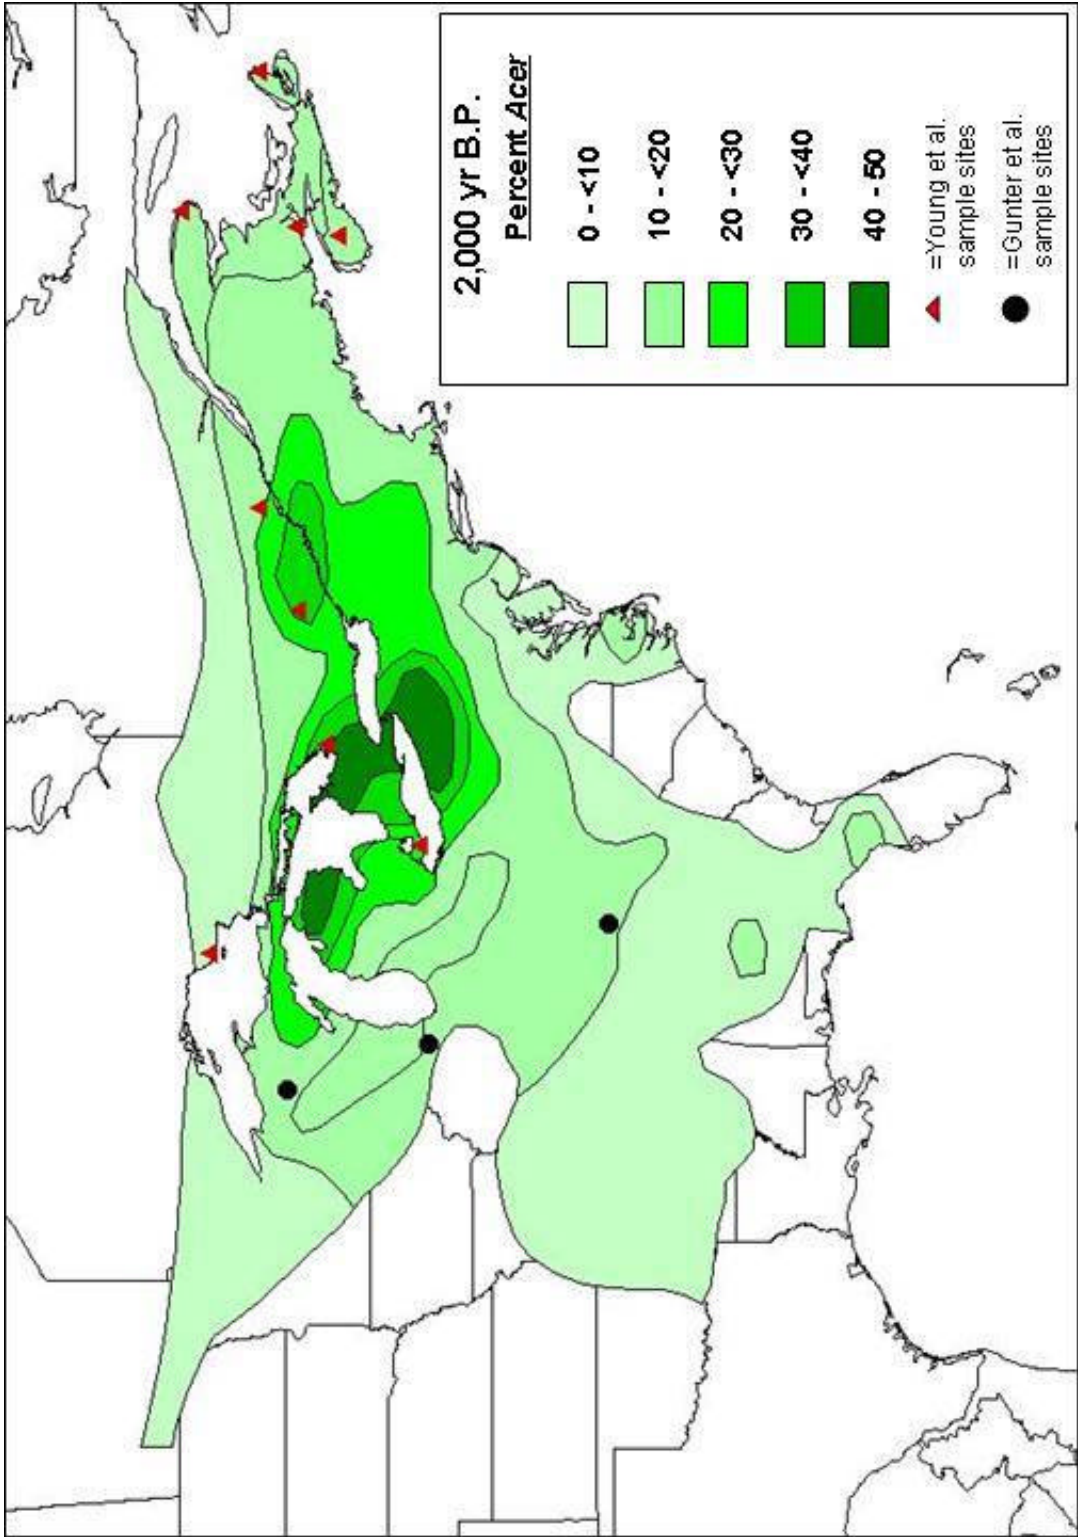 2,000 yr B.P.
Percent Acer
0 - <10
10 - <20
20 - <30
30 - <40
40 - 50
=Young et al.
sample sites
=Gunter et al.
sample sites